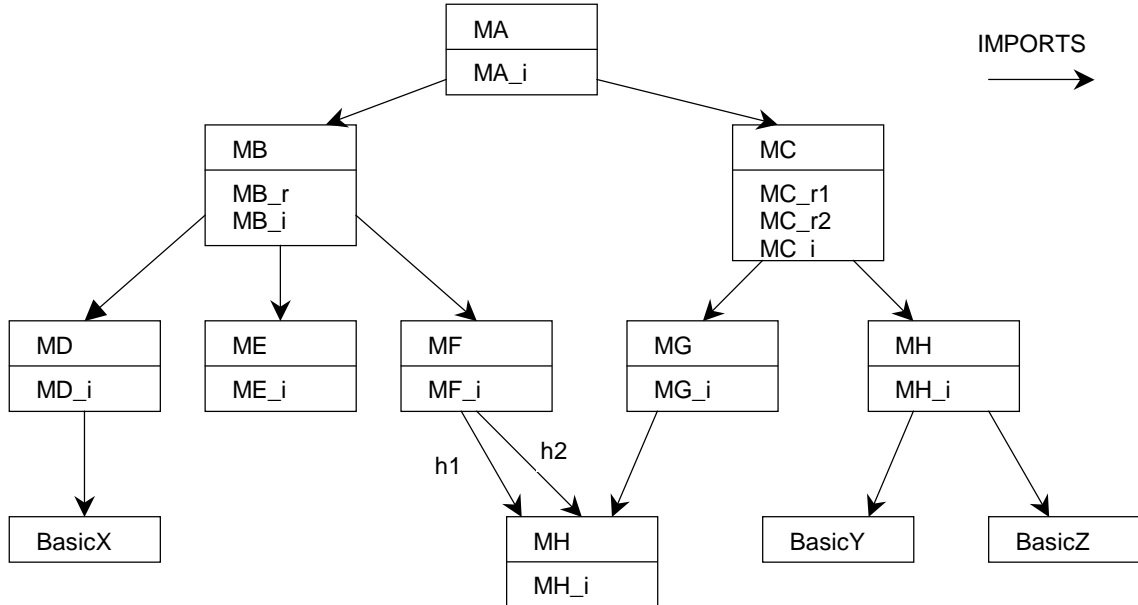 MA
MA_i
IMPORTS
MB
MB_r
MB_i
MC
MC_r1
MC_r2
MC_i
MD
MD_i
ME
ME_i
MF
MF_i
MG
MG_i
MH
MH_i
h1
h2
BasicX
MH
MH_i
BasicY
BasicZ